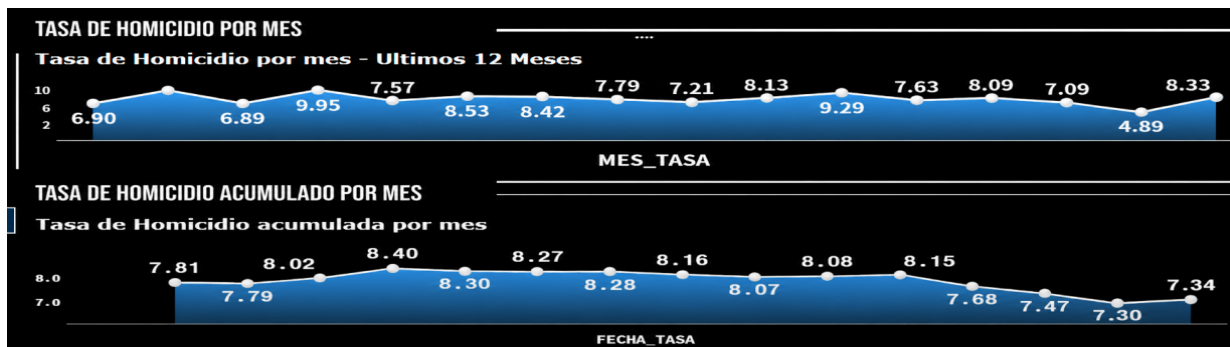 TASA DE HOMICIDIO POR MES
Tasa de Homicidio por mes - Ultimos 12 Meses
10
6
2
6.90 6.89 9.95 7.57 8.53 8.42 7.79 7.21 8.13 9.29 7.63 8.09 7.09 4.89 8.33
MES_TASA
TASA DE HOMICIDIO ACUMULADO POR MES
Tasa de Homicidio acumulada por mes
8.0
7.0
7.81 7.79 8.02 8.40 8.30 8.27 8.28 8.16 8.07 8.08 8.15 7.68 7.47 7.30 7.34
FECHA_TASA